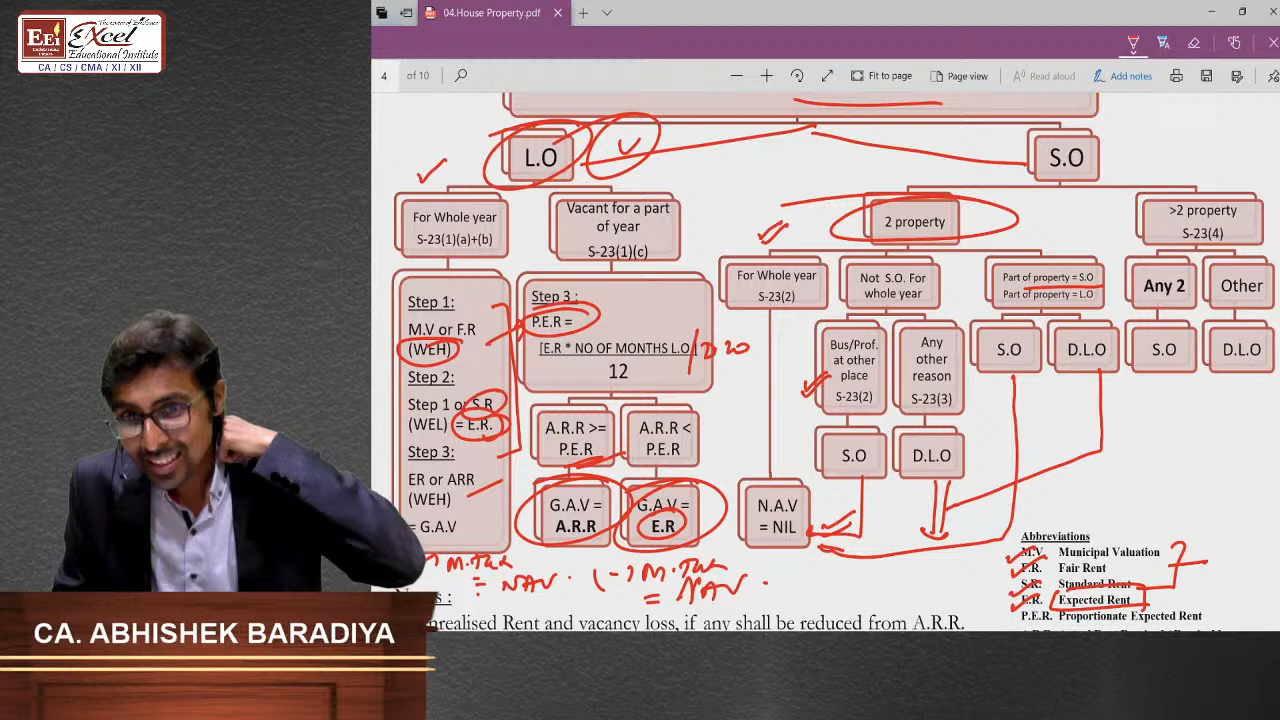 The centre of Excellence
EEi
Excel
Educational Institute
CA / CS / CMA / XI / XII
04.House Property.pdf
4 of 10
Fit to page
Page view
Read aloud
Add notes
L.O
S.O
For Whole year
S-23(1)(a)+(b)
Vacant for a part
of year
S-23(1)(c)
2 property
>2 property
S-23(4)
For Whole year
S-23(2)
Not S.O. For
whole year
Part of property = S.O
Part of property = L.O
Any 2
Other
Step 1:
M.V or F.R
(WEH)
Step 2:
Step 1 or S.R
(WEL) = E.R.
Step 3:
ER or ARR
(WEH)
= G.A.V
Step 3 :
P.E.R =
[E.R * NO OF MONTHS L.O ]
12
A.R.R >=
P.E.R
A.R.R <
P.E.R
G.A.V =
A.R.R
G.A.V =
E.R
Bus/Prof.
at other
place
S-23(2)
Any
other
reason
S-23(3)
S.O
D.L.O
S.O
D.L.O
S.O
D.L.O
N.A.V
= NIL
M.Tax
= NAV
(-) M.Tax
= NAV
Abbreviations
M.V. Municipal Valuation
F.R. Fair Rent
S.R. Standard Rent
E.R. Expected Rent
P.E.R. Proportionate Expected Rent
nrealised Rent and vacancy loss, if any shall be reduced from A.R.R.
CA. ABHISHEK BARADIYA